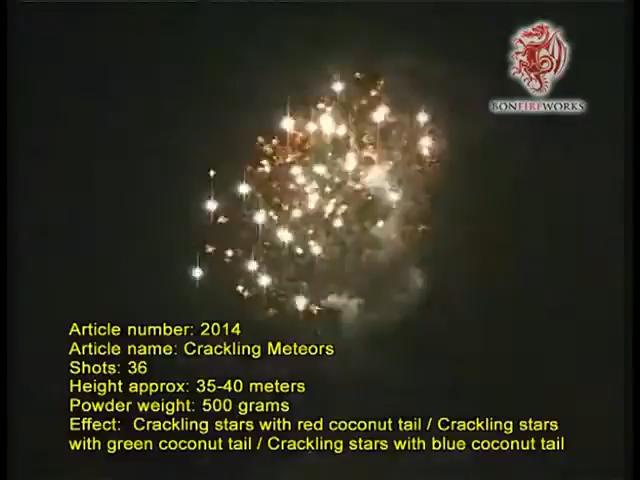 BONFIREWORKS
Article number: 2014
Article name: Crackling Meteors
Shots: 36
Height approx: 35-40 meters
Powder weight: 500 grams
Effect:  Crackling stars with red coconut tail / Crackling stars
with green coconut tail / Crackling stars with blue coconut tail